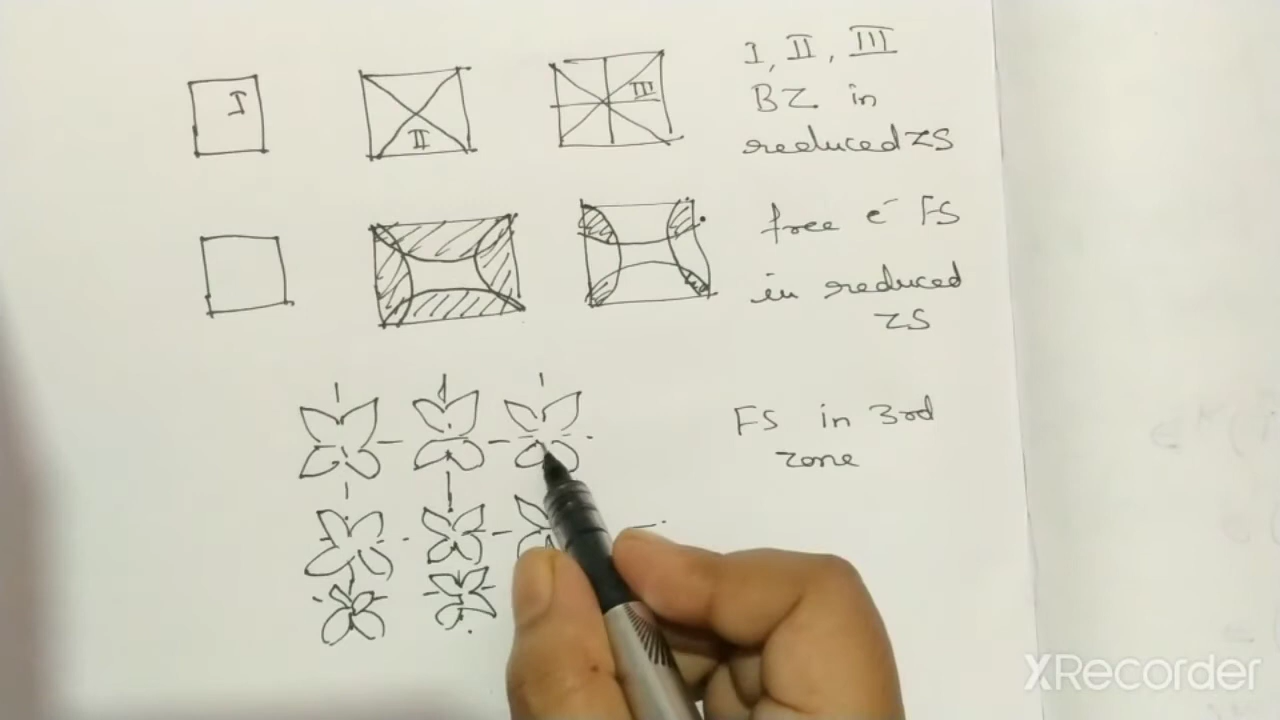 I
II
III
I, II, III
BZ in
reduced ZS
free e⁻ FS
in reduced
ZS
FS in 3rd
zone
XRecorder